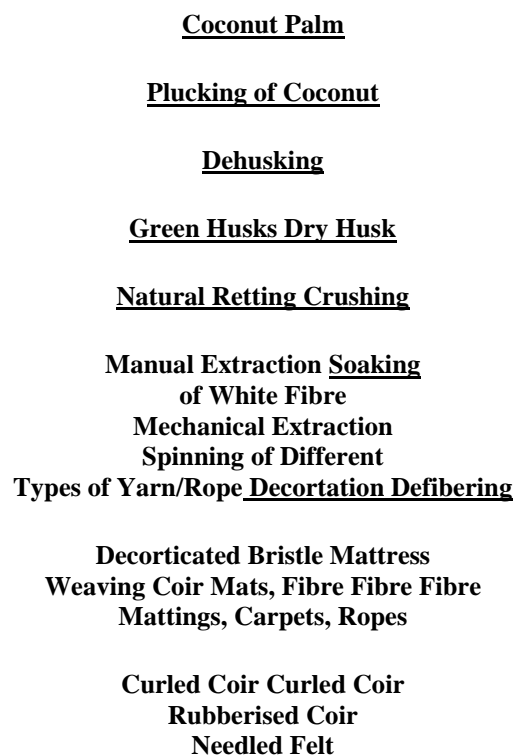 Coconut Palm
Plucking of Coconut
Dehusking
Green Husks Dry Husk
Natural Retting Crushing
Manual Extraction Soaking
of White Fibre
Mechanical Extraction
Spinning of Different
Types of Yarn/Rope Decortation Defibering
Decorticated Bristle Mattress
Weaving Coir Mats, Fibre Fibre Fibre
Mattings, Carpets, Ropes
Curled Coir Curled Coir
Rubberised Coir
Needled Felt